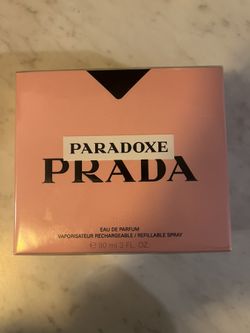 PARADOXE
PRADA
EAU DE PARFUM
VAPORISATEUR RECHARGEABLE / REFILLABLE SPRAY
℮ 90 ml 3 FL. OZ.